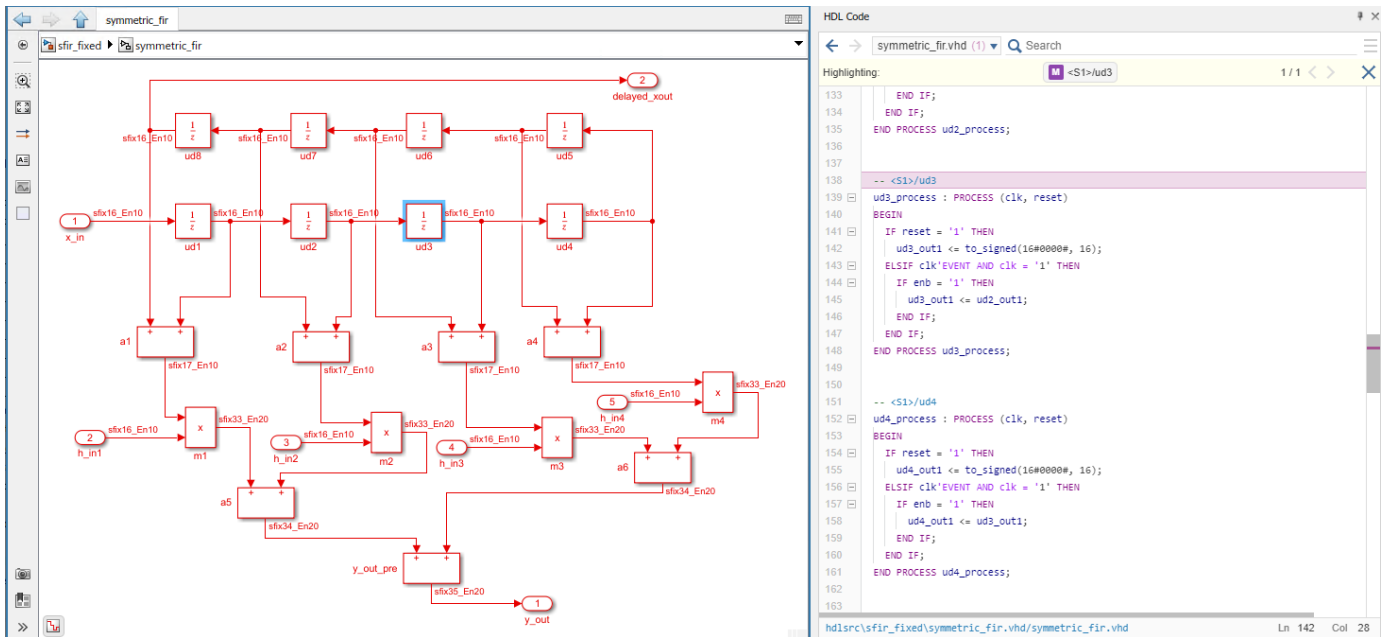 symmetric_fir
sfir_fixed symmetric_fir
2
delayed_xout
sfix16_En10 1/z sfix16_En10 1/z sfix16_En10 1/z sfix16_En10 1/z
ud8 ud7 ud6 ud5
1 sfix16_En10 1/z sfix16_En10 1/z sfix16_En10 1/z sfix16_En10 1/z sfix16_En10
x_in ud1 ud2 ud3 ud4
+ + + + + + + +
a1 a2 a3 a4
sfix17_En10 sfix17_En10 sfix17_En10 sfix17_En10
5 sfix16_En10 x sfix33_En20
h_in4 m4
2 sfix16_En10 x sfix33_En20
h_in1 m1
3 sfix16_En10 x sfix33_En20
h_in2 m2
4 sfix16_En10 x sfix33_En20
h_in3 m3
+ +
a6
sfix34_En20
+ +
a5
sfix34_En20
+ +
y_out_pre
sfix35_En20
1
y_out
HDL Code
symmetric_fir.vhd (1) Search
Highlighting: M <S1>/ud3 1 / 1
133 END IF;
134 END IF;
135 END PROCESS ud2_process;
136
137
138 -- <S1>/ud3
139 ud3_process : PROCESS (clk, reset)
140 BEGIN
141 IF reset = '1' THEN
142 ud3_out1 <= to_signed(16#0000#, 16);
143 ELSIF clk'EVENT AND clk = '1' THEN
144 IF enb = '1' THEN
145 ud3_out1 <= ud2_out1;
146 END IF;
147 END IF;
148 END PROCESS ud3_process;
149
150
151 -- <S1>/ud4
152 ud4_process : PROCESS (clk, reset)
153 BEGIN
154 IF reset = '1' THEN
155 ud4_out1 <= to_signed(16#0000#, 16);
156 ELSIF clk'EVENT AND clk = '1' THEN
157 IF enb = '1' THEN
158 ud4_out1 <= ud3_out1;
159 END IF;
160 END IF;
161 END PROCESS ud4_process;
162
163
hdlsrc\sfir_fixed\symmetric_fir.vhd/symmetric_fir.vhd Ln 142 Col 28